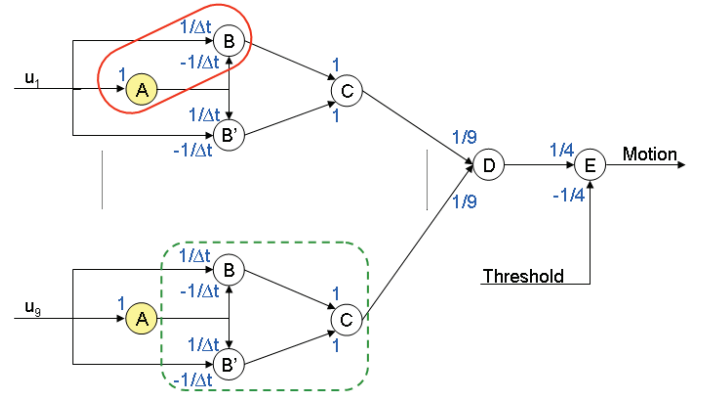 1/Δt
B
-1/Δt
1
u1
1
A
C
1/Δt
1
B'
-1/Δt
1/9
1/4
Motion
D
E
-1/4
1/9
1/Δt
B
-1/Δt
Threshold
1
u9
1
A
C
1/Δt
1
B'
-1/Δt